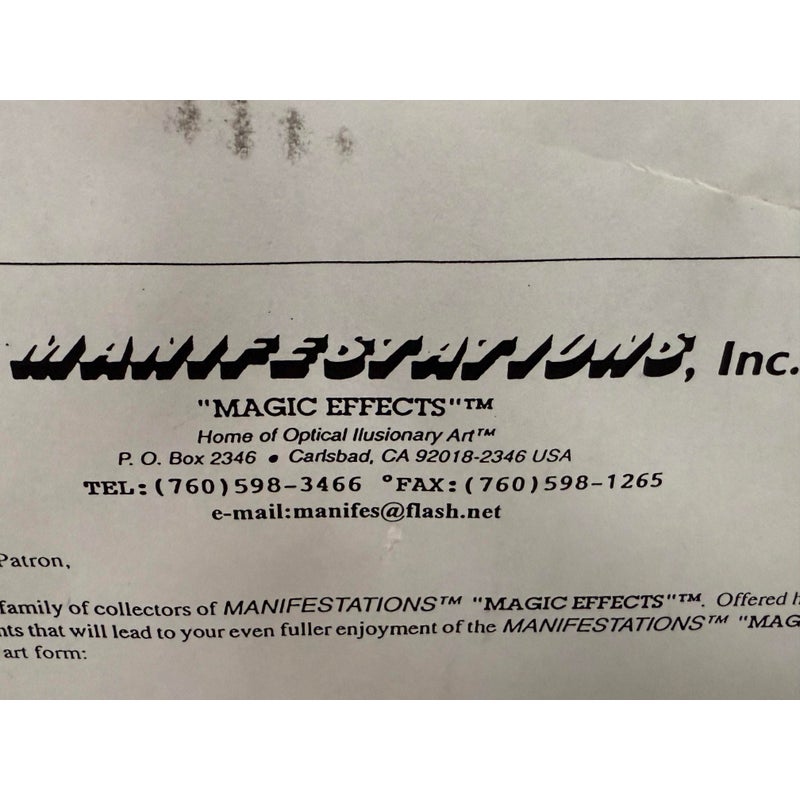 MANIFESTATIONS, Inc.
"MAGIC EFFECTS"™
Home of Optical Ilusionary Art™
P. O. Box 2346 • Carlsbad, CA 92018-2346 USA
TEL:(760)598-3466 °FAX:(760)598-1265
e-mail:manifes@flash.net
Patron,
family of collectors of MANIFESTATIONS™ "MAGIC EFFECTS"™. Offered
that will lead to your even fuller enjoyment of the MANIFESTATIONS™ "MAG
art form: